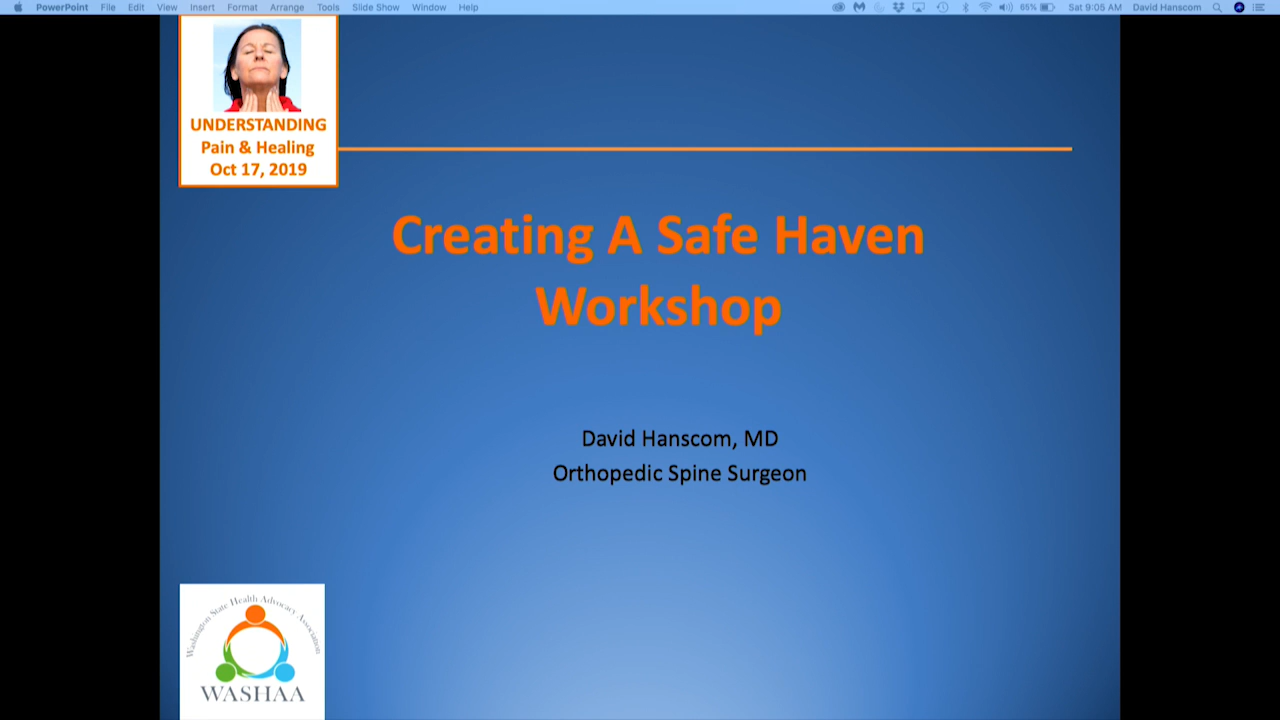 PowerPoint File Edit View Insert Format Arrange Tools Slide Show Window Help 65% Sat 9:05 AM David Hanscom
UNDERSTANDING
Pain & Healing
Oct 17, 2019
Creating A Safe Haven
Workshop
David Hanscom, MD
Orthopedic Spine Surgeon
Washington State Health Advocacy Association
WASHAA